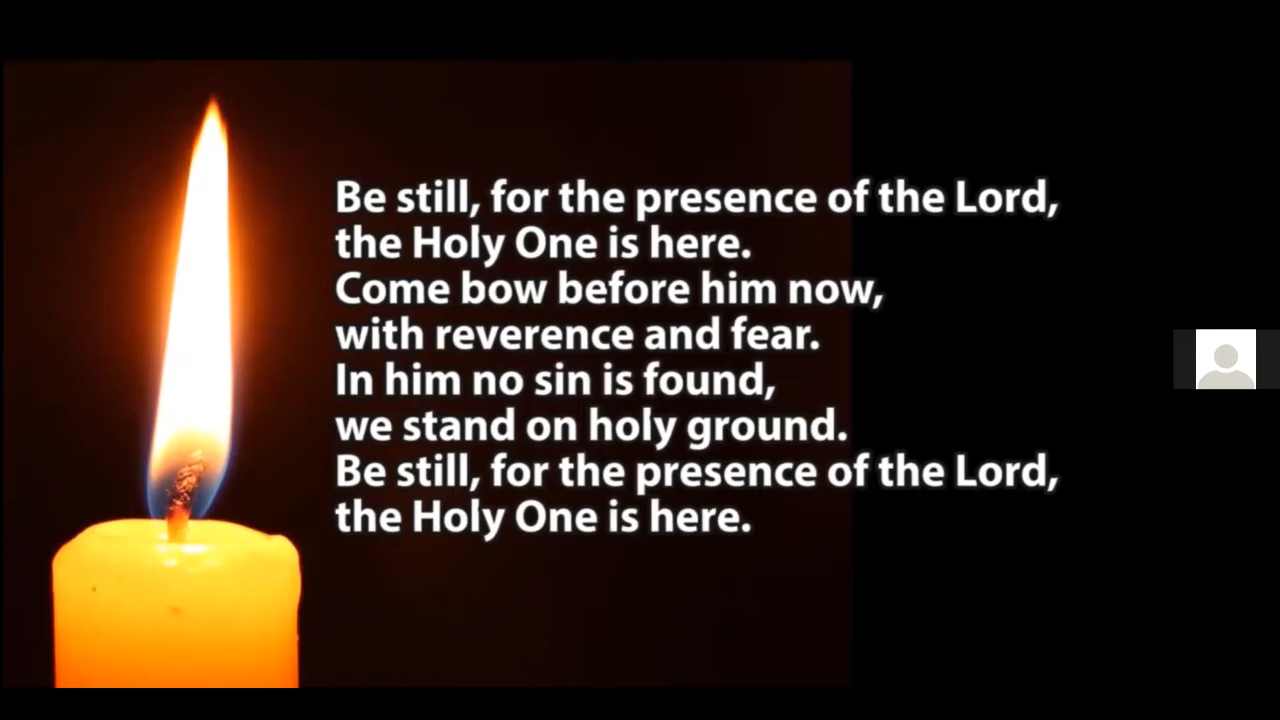 Be still, for the presence of the Lord,
the Holy One is here.
Come bow before him now,
with reverence and fear.
In him no sin is found,
we stand on holy ground.
Be still, for the presence of the Lord,
the Holy One is here.